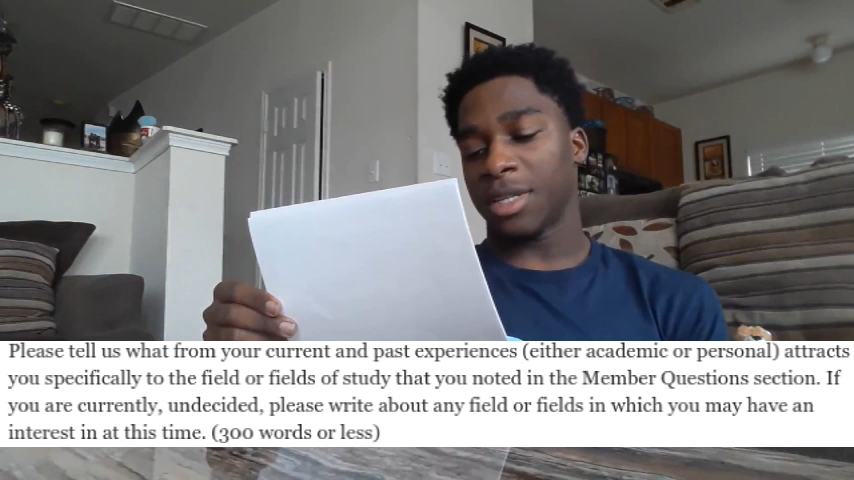 Please tell us what from your current and past experiences (either academic or personal) attracts
you specifically to the field or fields of study that you noted in the Member Questions section. If
you are currently, undecided, please write about any field or fields in which you may have an
interest in at this time. (300 words or less)